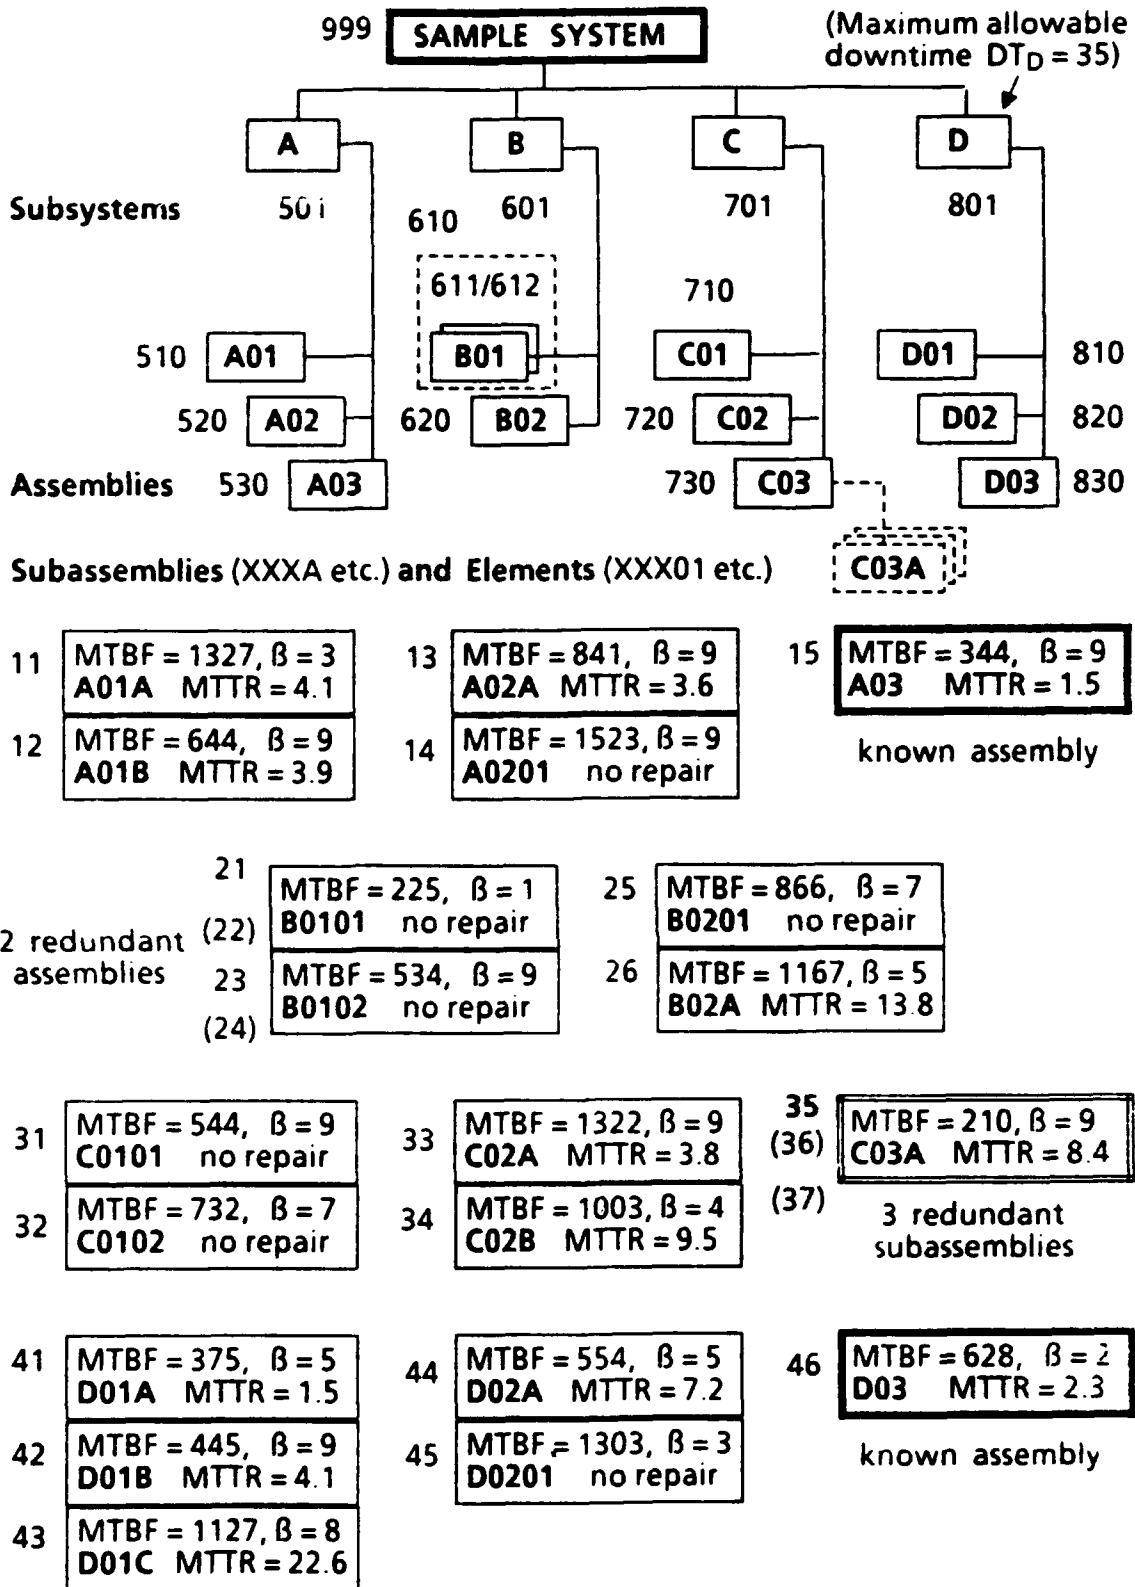 999 SAMPLE SYSTEM (Maximum allowable
downtime DTD = 35)
A B C D
Subsystems 50i 610 601 701 801
611/612 710
510 A01 B01 C01 D01 810
520 A02 620 B02 720 C02 D02 820
Assemblies 530 A03 730 C03 D03 830
Subassemblies (XXXA etc.) and Elements (XXX01 etc.) C03A
11 MTBF = 1327, ß = 3
A01A MTTR = 4.1
12 MTBF = 644, ß = 9
A01B MTTR = 3.9
13 MTBF = 841, ß = 9
A02A MTTR = 3.6
14 MTBF = 1523, ß = 9
A0201 no repair
15 MTBF = 344, ß = 9
A03 MTTR = 1.5
known assembly
2 redundant
assemblies
21
(22)
MTBF = 225, ß = 1
B0101 no repair
23
(24)
MTBF = 534, ß = 9
B0102 no repair
25 MTBF = 866, ß = 7
B0201 no repair
26 MTBF = 1167, ß = 5
B02A MTTR = 13.8
31 MTBF = 544, ß = 9
C0101 no repair
32 MTBF = 732, ß = 7
C0102 no repair
33 MTBF = 1322, ß = 9
C02A MTTR = 3.8
34 MTBF = 1003, ß = 4
C02B MTTR = 9.5
35
(36)
(37)
MTBF = 210, ß = 9
C03A MTTR = 8.4
3 redundant
subassemblies
41 MTBF = 375, ß = 5
D01A MTTR = 1.5
42 MTBF = 445, ß = 9
D01B MTTR = 4.1
43 MTBF = 1127, ß = 8
D01C MTTR = 22.6
44 MTBF = 554, ß = 5
D02A MTTR = 7.2
45 MTBF = 1303, ß = 3
D0201 no repair
46 MTBF = 628, ß = 2
D03 MTTR = 2.3
known assembly